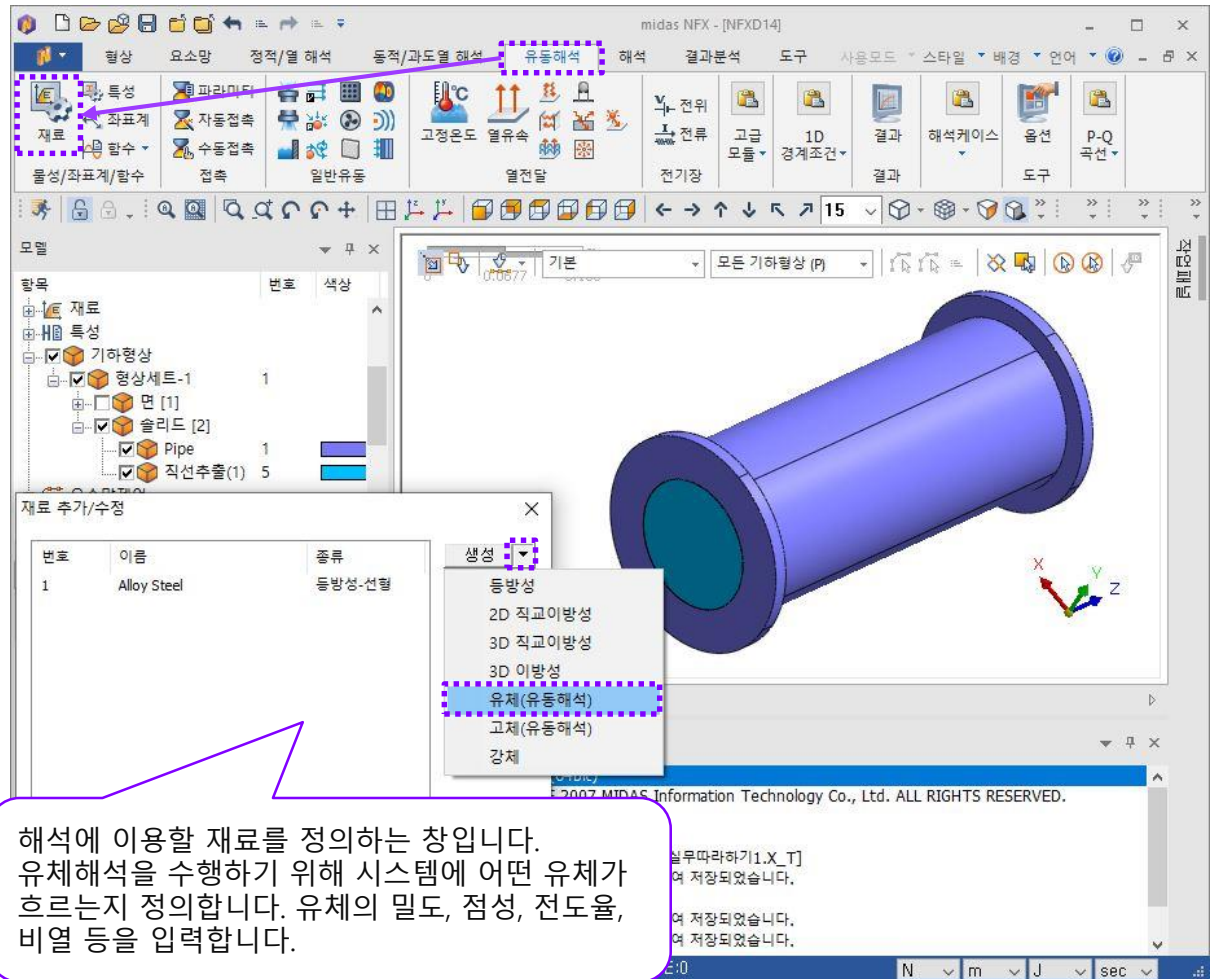 midas NFX - [NFXD14]
형상 요소망 정적/열 해석 동적/과도열 해석 유동해석 해석 결과분석 도구 사용모드 스타일 배경 언어
재료
특성
좌표계
함수
물성/좌표계/함수
파라미터
자동접촉
수동접촉
접촉
일반유동
°C
고정온도 열유속
열전달
전위
전류
전기장
고급
모듈
1D
경계조건
결과
결과
해석케이스
옵션
도구
P-Q
곡선
15
모델
항목 번호 색상
재료
특성
기하형상
형상세트-1 1
면 [1]
솔리드 [2]
Pipe 1
직선추출(1) 5
기본
모든 기하형상 (P)
0.0877
작업트리
X
Y
Z
재료 추가/수정
번호 이름 종류
1 Alloy Steel 등방성-선형
생성
등방성
2D 직교이방성
3D 직교이방성
3D 이방성
유체(유동해석)
고체(유동해석)
강체
2007 MIDAS Information Technology Co., Ltd. ALL RIGHTS RESERVED.
실무따라하기1.X_T]
여 저장되었습니다.
여 저장되었습니다.
여 저장되었습니다.
해석에 이용할 재료를 정의하는 창입니다.
유체해석을 수행하기 위해 시스템에 어떤 유체가
흐르는지 정의합니다. 유체의 밀도, 점성, 전도율,
비열 등을 입력합니다.
E:0
N m J sec